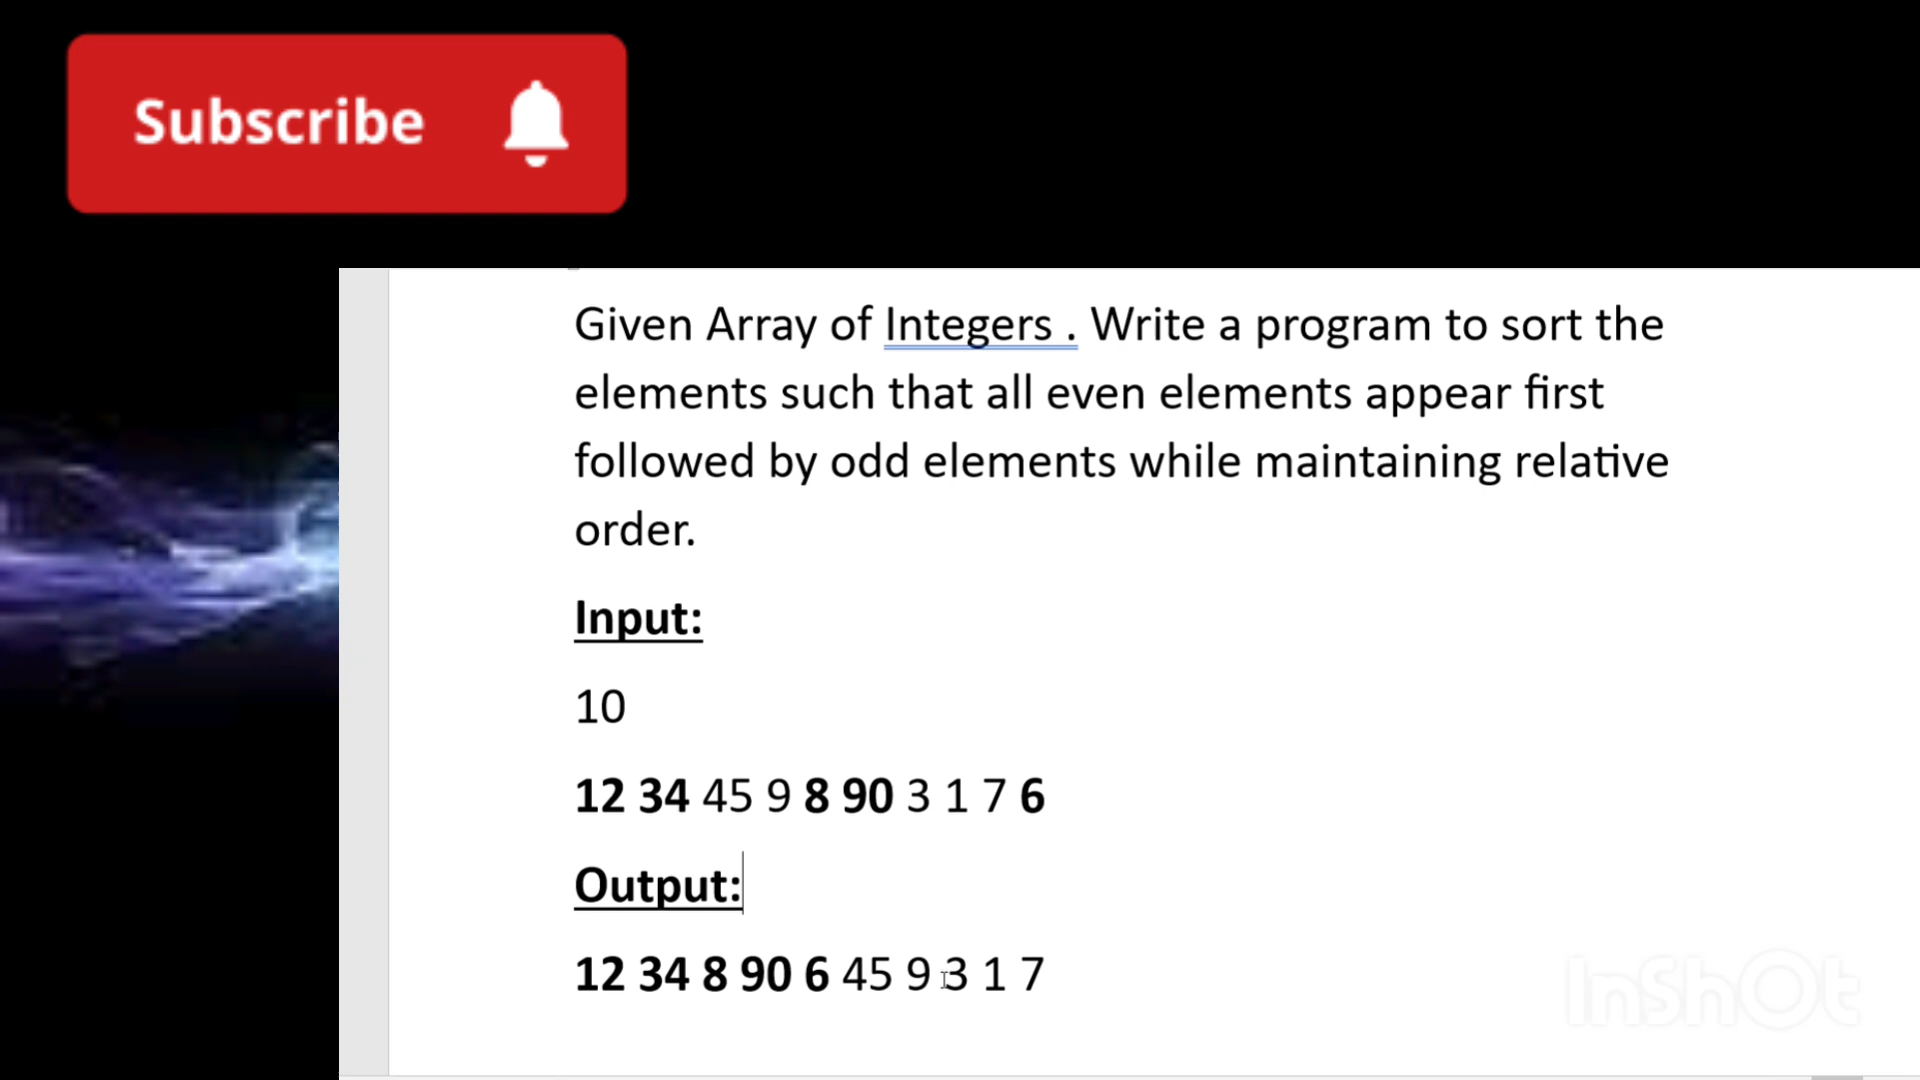 Subscribe
Given Array of Integers . Write a program to sort the
elements such that all even elements appear first
followed by odd elements while maintaining relative
order.
Input:
10
12 34 45 9 8 90 3 1 7 6
Output:
12 34 8 90 6 45 9 3 1 7
InShOt